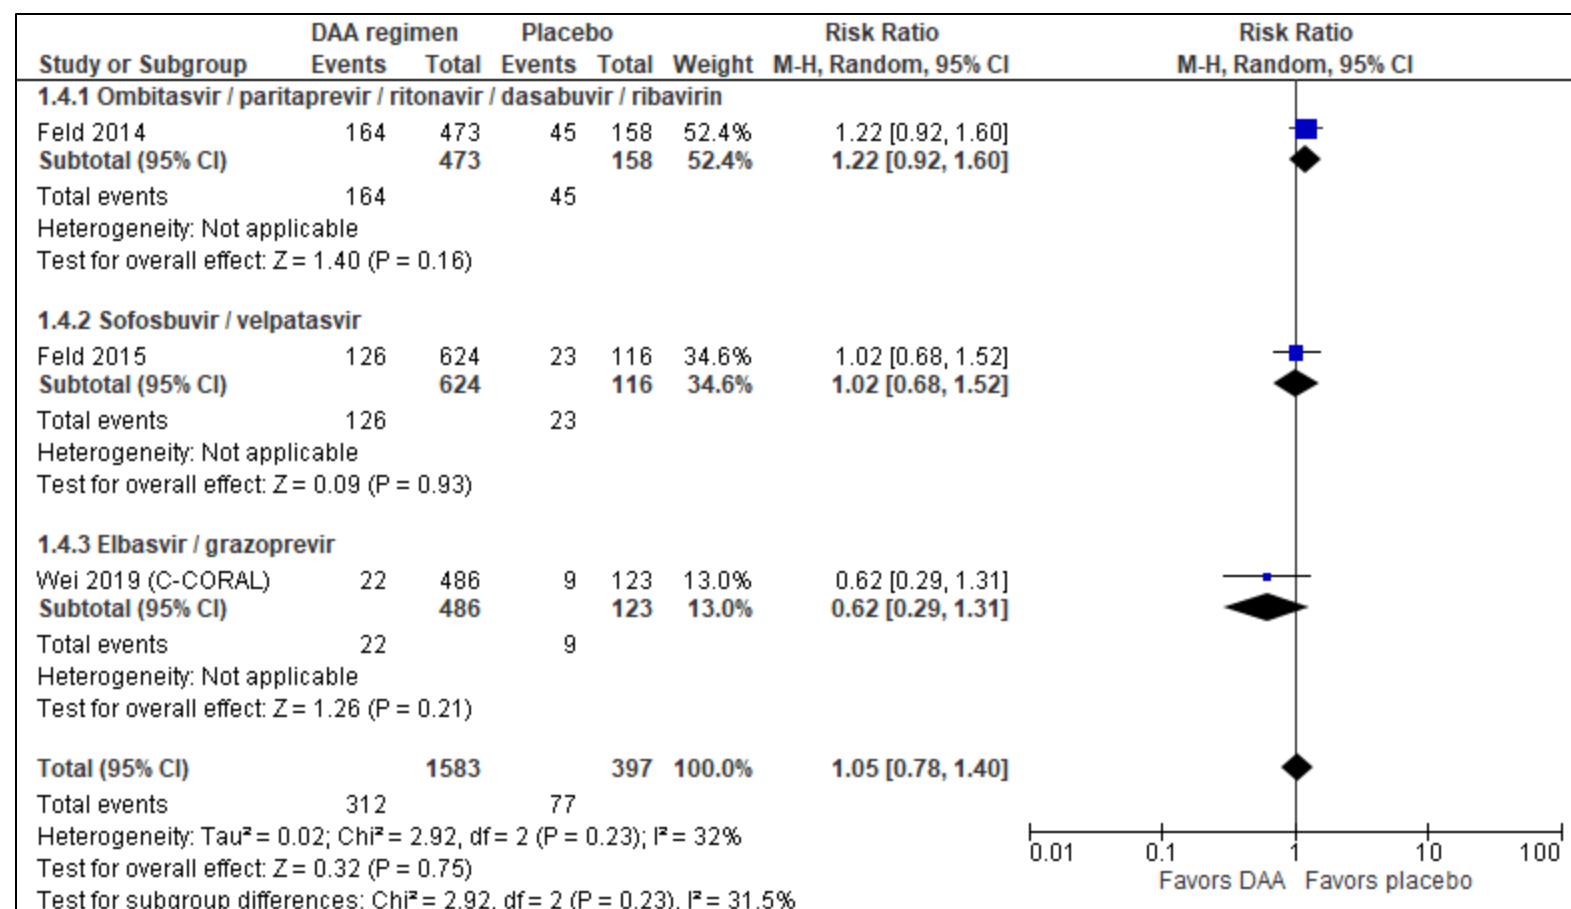 DAA regimen Placebo Risk Ratio Risk Ratio
Study or Subgroup Events Total Events Total Weight M-H, Random, 95% CI M-H, Random, 95% CI
1.4.1 Ombitasvir / paritaprevir / ritonavir / dasabuvir / ribavirin
Feld 2014 164 473 45 158 52.4% 1.22 [0.92, 1.60]
Subtotal (95% CI) 473 158 52.4% 1.22 [0.92, 1.60]
Total events 164 45
Heterogeneity: Not applicable
Test for overall effect: Z = 1.40 (P = 0.16)
1.4.2 Sofosbuvir / velpatasvir
Feld 2015 126 624 23 116 34.6% 1.02 [0.68, 1.52]
Subtotal (95% CI) 624 116 34.6% 1.02 [0.68, 1.52]
Total events 126 23
Heterogeneity: Not applicable
Test for overall effect: Z = 0.09 (P = 0.93)
1.4.3 Elbasvir / grazoprevir
Wei 2019 (C-CORAL) 22 486 9 123 13.0% 0.62 [0.29, 1.31]
Subtotal (95% CI) 486 123 13.0% 0.62 [0.29, 1.31]
Total events 22 9
Heterogeneity: Not applicable
Test for overall effect: Z = 1.26 (P = 0.21)
Total (95% CI) 1583 397 100.0% 1.05 [0.78, 1.40]
Total events 312 77
Heterogeneity: Tau² = 0.02; Chi² = 2.92, df = 2 (P = 0.23); I² = 32%
Test for overall effect: Z = 0.32 (P = 0.75)
Test for subgroup differences: Chi² = 2.92, df = 2 (P = 0.23), I² = 31.5%
0.01 0.1 1 10 100
Favors DAA Favors placebo